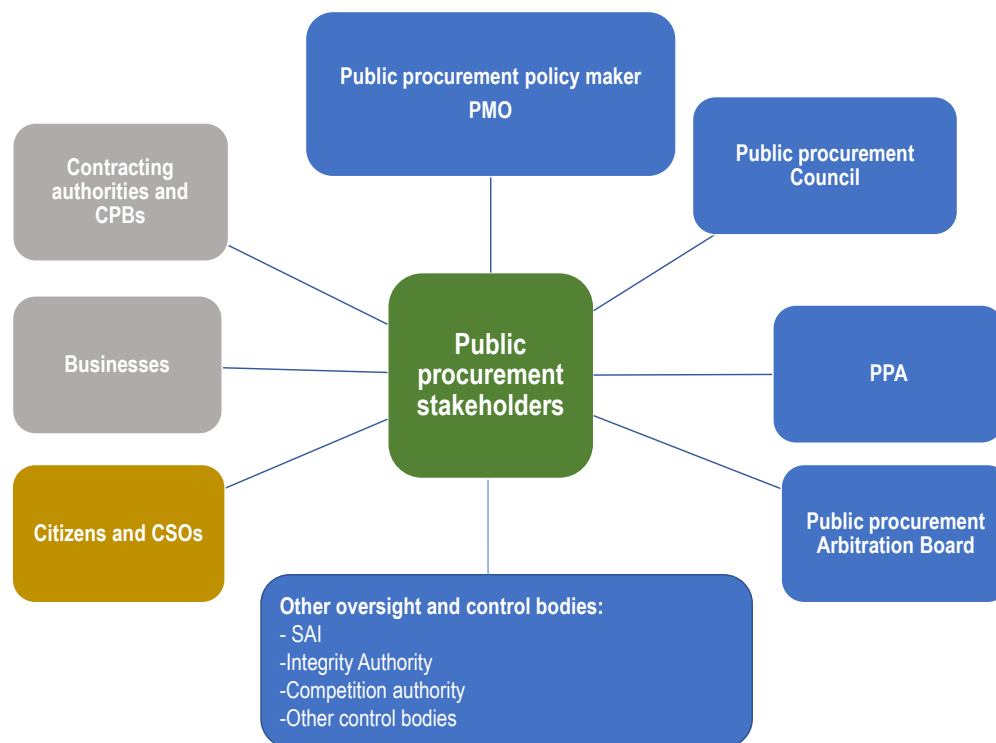 Public procurement policy maker
PMO
Public procurement
Council
Contracting
authorities and
CPBs
Businesses
Public
procurement
stakeholders
PPA
Citizens and CSOs
Public procurement
Arbitration Board
Other oversight and control bodies:
- SAI
-Integrity Authority
-Competition authority
-Other control bodies